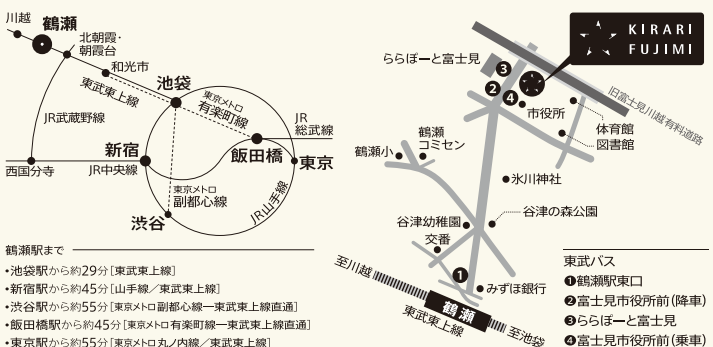 川越
鶴瀬
北朝霞・
朝霞台
和光市
東武東上線
池袋
東京メトロ
有楽町線
JR武蔵野線
JR
総武線
新宿
飯田橋
東京
西国分寺
JR中央線
東京メトロ
副都心線
JR山手線
渋谷
鶴瀬駅まで
•池袋駅から約29分[東武東上線]
•新宿駅から約45分[山手線/東武東上線]
•渋谷駅から約55分[東京メトロ副都心線―東武東上線直通]
•飯田橋駅から約45分[東京メトロ有楽町線―東武東上線直通]
•東京駅から約55分[東京メトロ丸ノ内線/東武東上線]
KIRARI
FUJIMI
ららぽーと富士見
❸
❷
❹
市役所
旧富士見川越有料道路
体育館
図書館
鶴瀬
コミセン
鶴瀬小
氷川神社
谷津幼稚園
谷津の森公園
交番
❶
みずほ銀行
至川越
鶴瀬
東武東上線
至池袋
東武バス
❶鶴瀬駅東口
❷富士見市役所前(降車)
❸ららぽーと富士見
❹富士見市役所前(乗車)